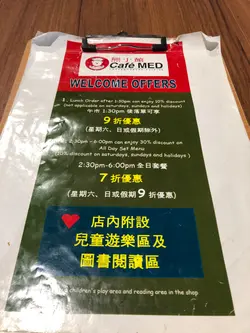 熊手龍
Café MED
WELCOME OFFERS
Lunch Order after 1:30pm can enjoy 10% discount
(not applicable on saturdays, sundays and holidays)
午市 1:30pm 後落單可享
9 折優惠
(星期六、日或假期除外)
2:30pm - 6:00pm can enjoy 30% discount on
All Day Set Menu
(10% discount on saturdays, sundays and holidays)
2:30pm-6:00pm 全日套餐
7 折優惠
(星期六、日或假期 9 折優惠)
店內附設
兒童遊樂區及
圖書閱讀區
children's play area and reading area in the shop